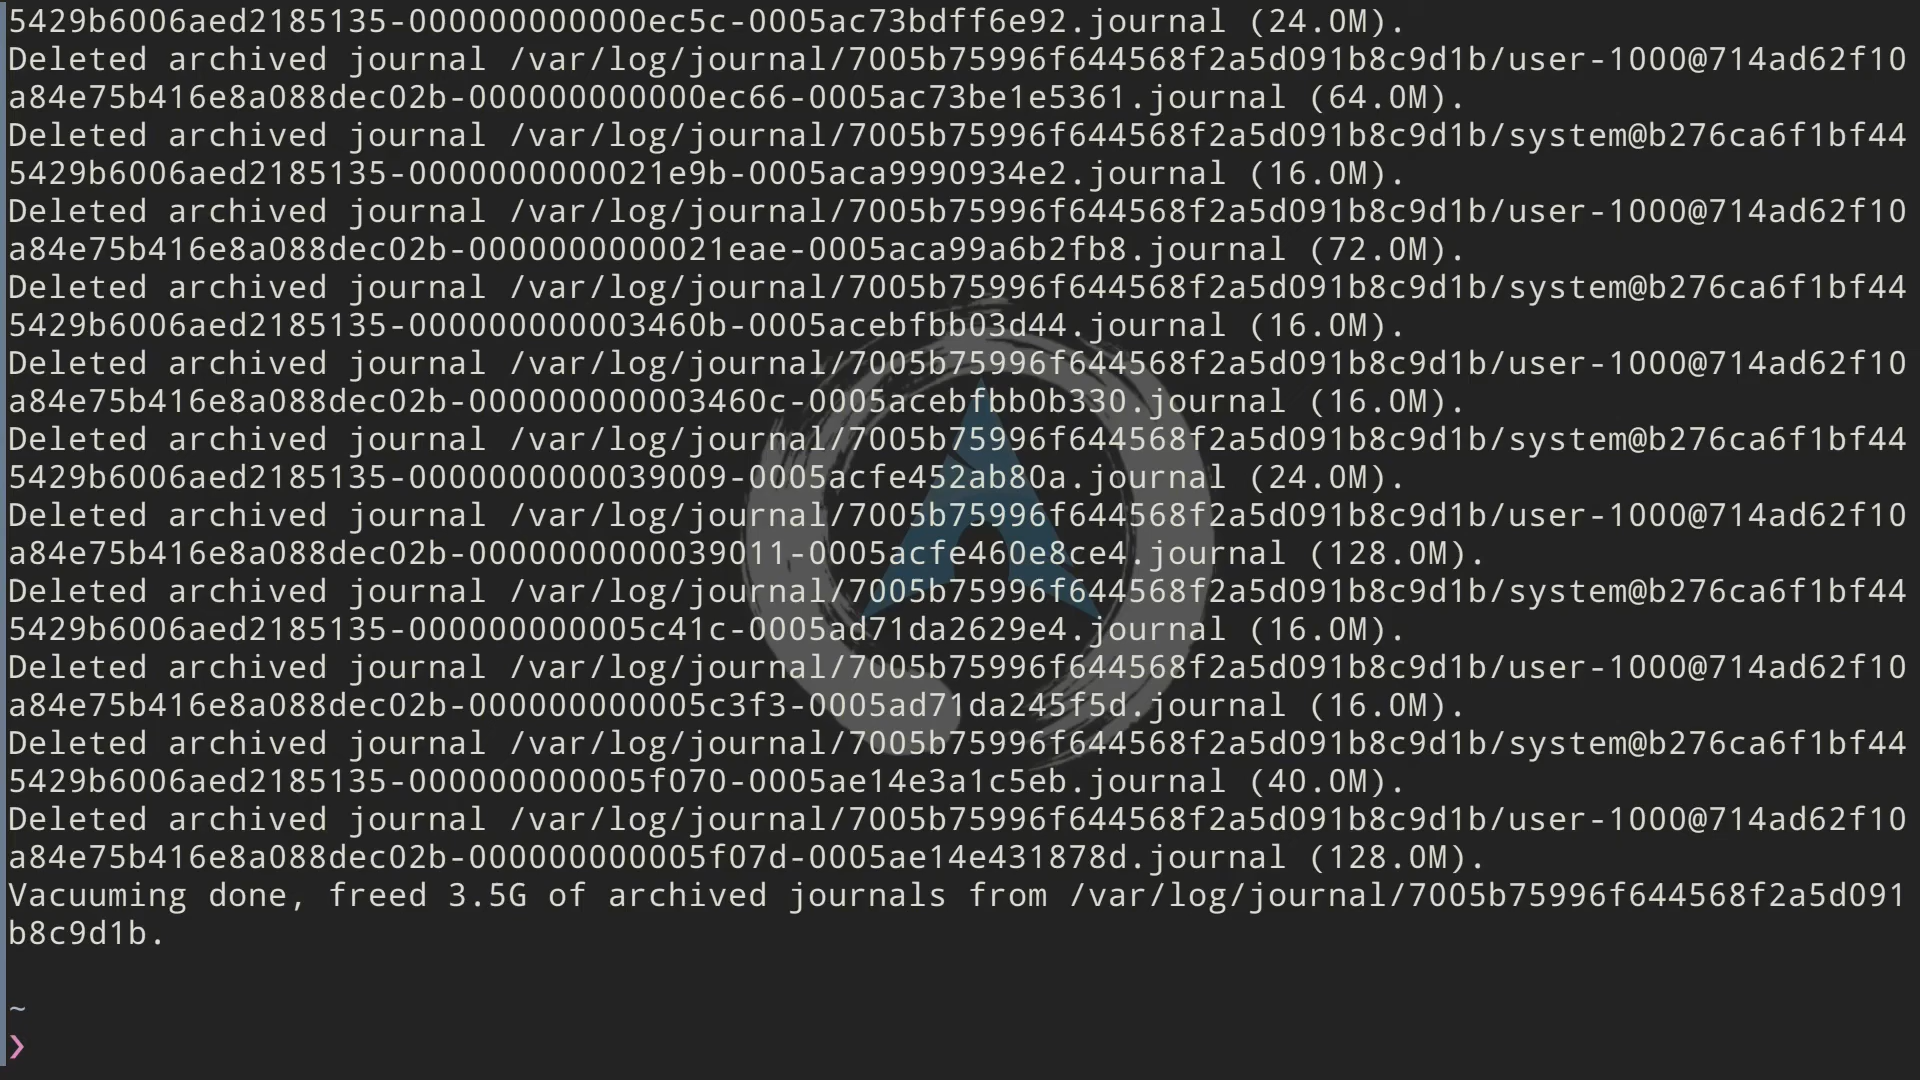 5429b6006aed2185135-000000000000ec5c-0005ac73bdff6e92.journal (24.0M).
Deleted archived journal /var/log/journal/7005b75996f644568f2a5d091b8c9d1b/user-1000@714ad62f10
a84e75b416e8a088dec02b-000000000000ec66-0005ac73be1e5361.journal (64.0M).
Deleted archived journal /var/log/journal/7005b75996f644568f2a5d091b8c9d1b/system@b276ca6f1bf44
5429b6006aed2185135-0000000000021e9b-0005aca9990934e2.journal (16.0M).
Deleted archived journal /var/log/journal/7005b75996f644568f2a5d091b8c9d1b/user-1000@714ad62f10
a84e75b416e8a088dec02b-0000000000021eae-0005aca99a6b2fb8.journal (72.0M).
Deleted archived journal /var/log/journal/7005b75996f644568f2a5d091b8c9d1b/system@b276ca6f1bf44
5429b6006aed2185135-000000000003460b-0005acebfbb03d44.journal (16.0M).
Deleted archived journal /var/log/journal/7005b75996f644568f2a5d091b8c9d1b/user-1000@714ad62f10
a84e75b416e8a088dec02b-000000000003460c-0005acebfbb0b330.journal (16.0M).
Deleted archived journal /var/log/journal/7005b75996f644568f2a5d091b8c9d1b/system@b276ca6f1bf44
5429b6006aed2185135-0000000000039009-0005acfe452ab80a.journal (24.0M).
Deleted archived journal /var/log/journal/7005b75996f644568f2a5d091b8c9d1b/user-1000@714ad62f10
a84e75b416e8a088dec02b-0000000000039011-0005acfe460e8ce4.journal (128.0M).
Deleted archived journal /var/log/journal/7005b75996f644568f2a5d091b8c9d1b/system@b276ca6f1bf44
5429b6006aed2185135-000000000005c41c-0005ad71da2629e4.journal (16.0M).
Deleted archived journal /var/log/journal/7005b75996f644568f2a5d091b8c9d1b/user-1000@714ad62f10
a84e75b416e8a088dec02b-000000000005c3f3-0005ad71da245f5d.journal (16.0M).
Deleted archived journal /var/log/journal/7005b75996f644568f2a5d091b8c9d1b/system@b276ca6f1bf44
5429b6006aed2185135-000000000005f070-0005ae14e3a1c5eb.journal (40.0M).
Deleted archived journal /var/log/journal/7005b75996f644568f2a5d091b8c9d1b/user-1000@714ad62f10
a84e75b416e8a088dec02b-000000000005f07d-0005ae14e431878d.journal (128.0M).
Vacuuming done, freed 3.5G of archived journals from /var/log/journal/7005b75996f644568f2a5d091
b8c9d1b.
~
❯